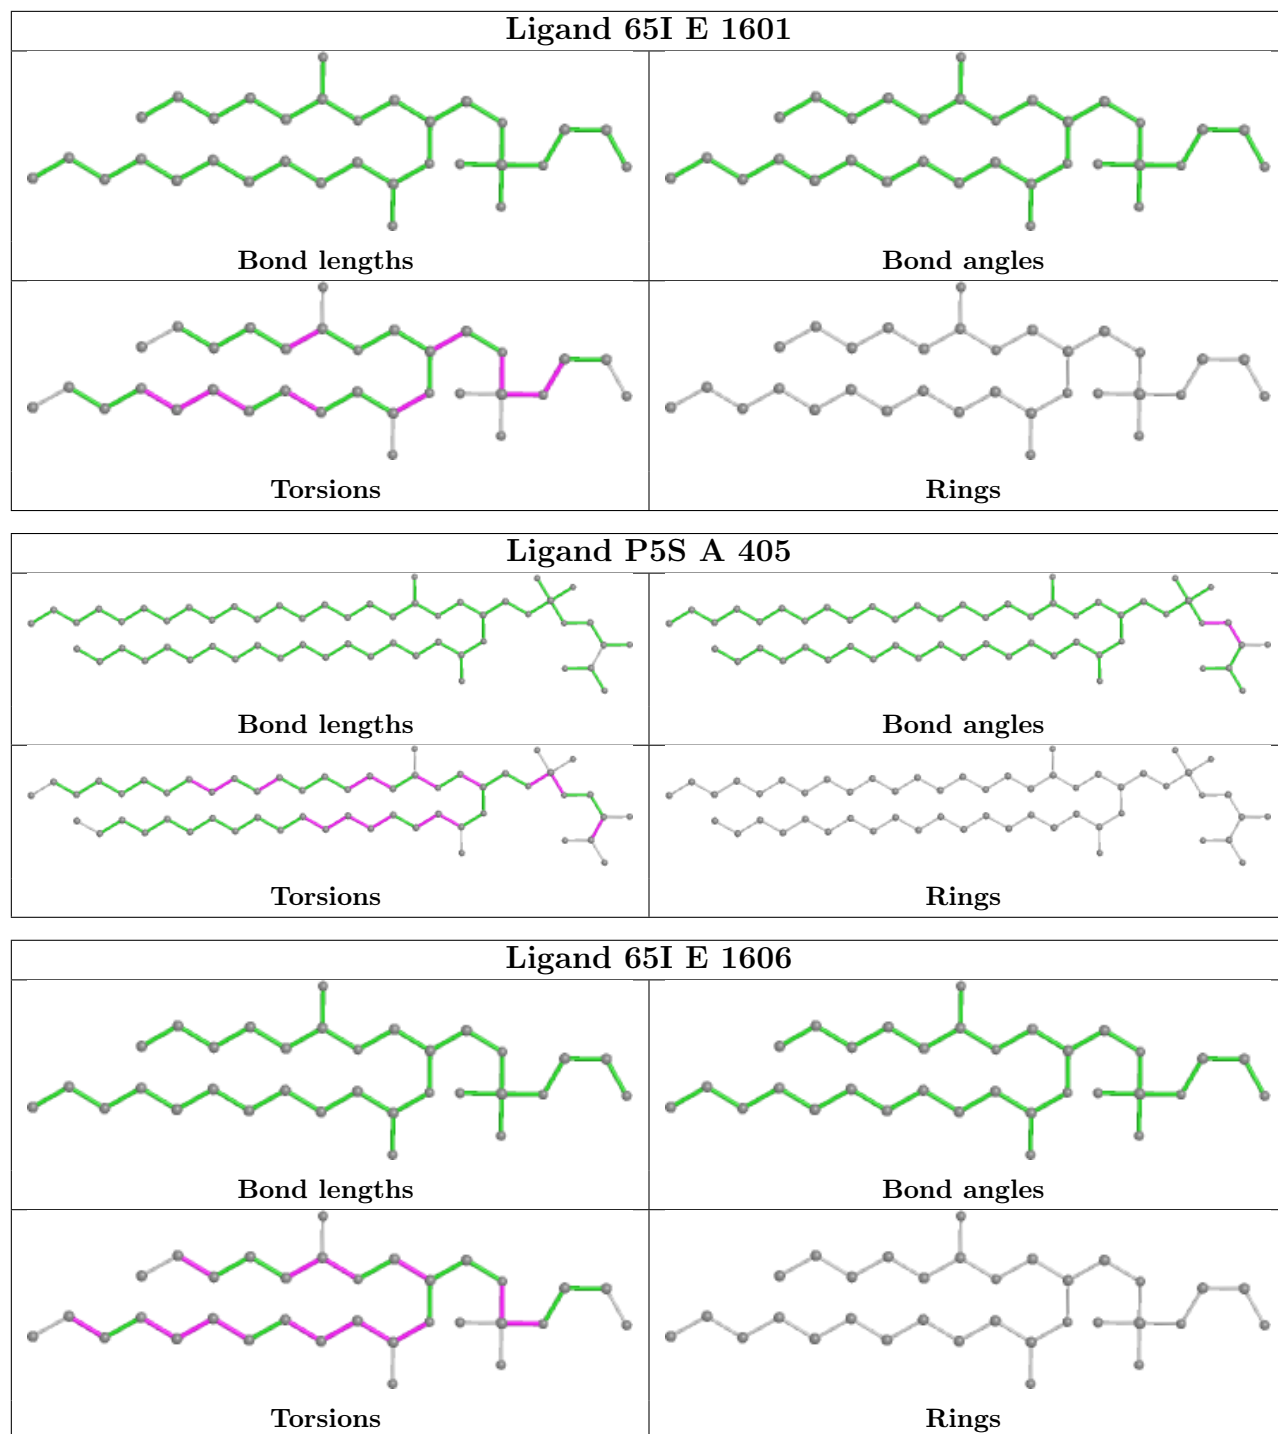 Ligand 65I E 1601
Bond lengths
Bond angles
Torsions
Rings
Ligand P5S A 405
Bond lengths
Bond angles
Torsions
Rings
Ligand 65I E 1606
Bond lengths
Bond angles
Torsions
Rings